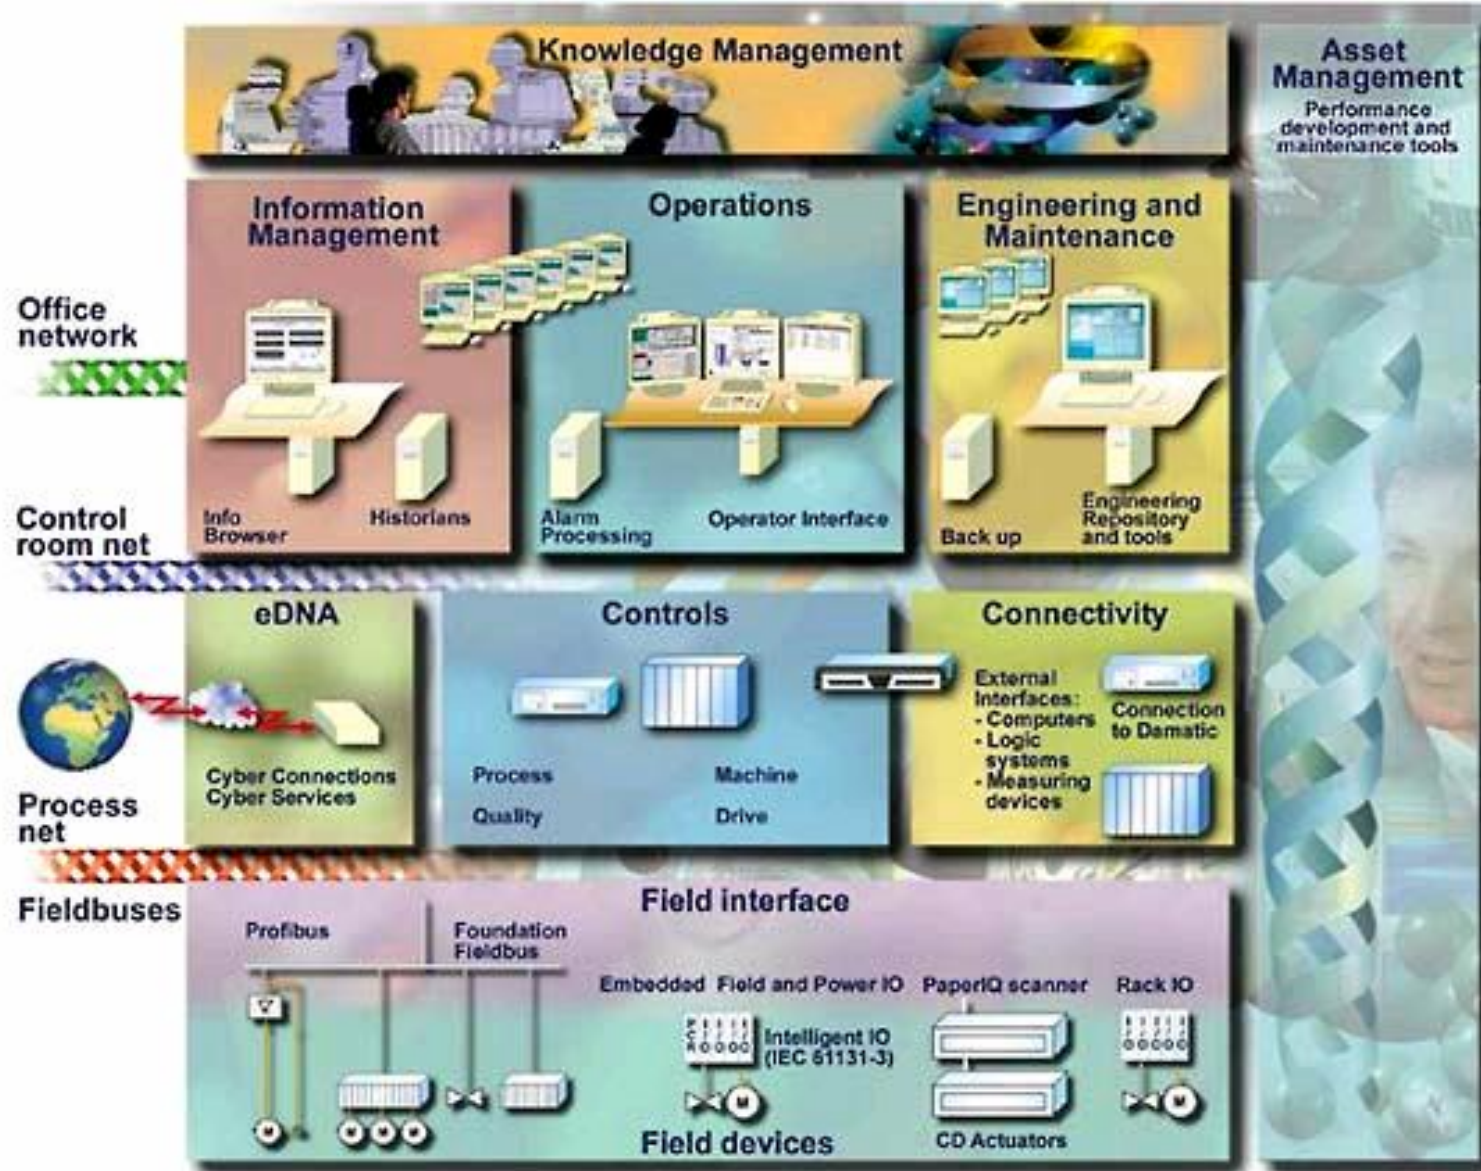 Knowledge Management
Asset
Management
Performance
development and
maintenance tools
Information
Management
Operations
Engineering and
Maintenance
Office
network
Info
Browser
Historians
Alarm
Processing
Operator Interface
Back up
Engineering
Repository
and tools
Control
room net
eDNA
Cyber Connections
Cyber Services
Controls
Process
Machine
Quality
Drive
Connectivity
External
Interfaces:
- Computers
- Logic
systems
- Measuring
devices
Connection
to Damatic
Process
net
Fieldbuses
Field interface
Profibus
Foundation
Fieldbus
Embedded Field and Power IO
PaperIQ scanner
Rack IO
Intelligent IO
(IEC 61131-3)
M
M M M
M
M
CD Actuators
Field devices